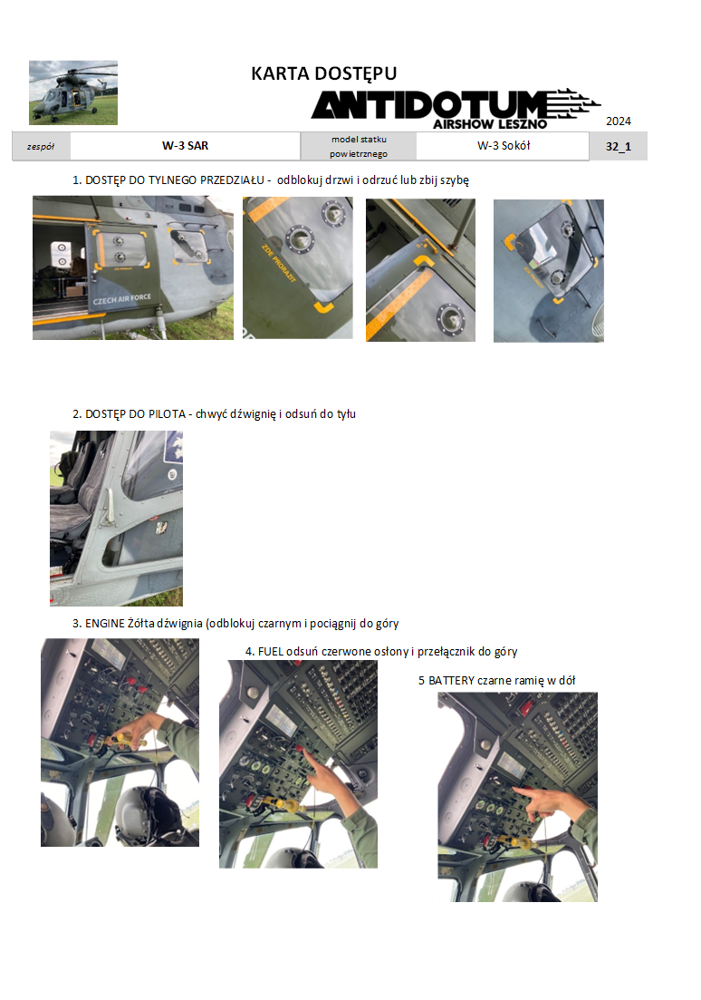 KARTA DOSTĘPU
ANTIDOTUM
AIRSHOW LESZNO
2024
zespół W-3 SAR model statku powietrznego W-3 Sokół 32_1
1. DOSTĘP DO TYLNEGO PRZEDZIAŁU - odblokuj drzwi i odrzuć lub zbij szybę
CZECH AIR FORCE
ZDE PRORAZIT
2. DOSTĘP DO PILOTA - chwyć dźwignię i odsuń do tyłu
3. ENGINE Żółta dźwignia (odblokuj czarnym i pociągnij do góry
4. FUEL odsuń czerwone osłony i przełącznik do góry
5 BATTERY czarne ramię w dół